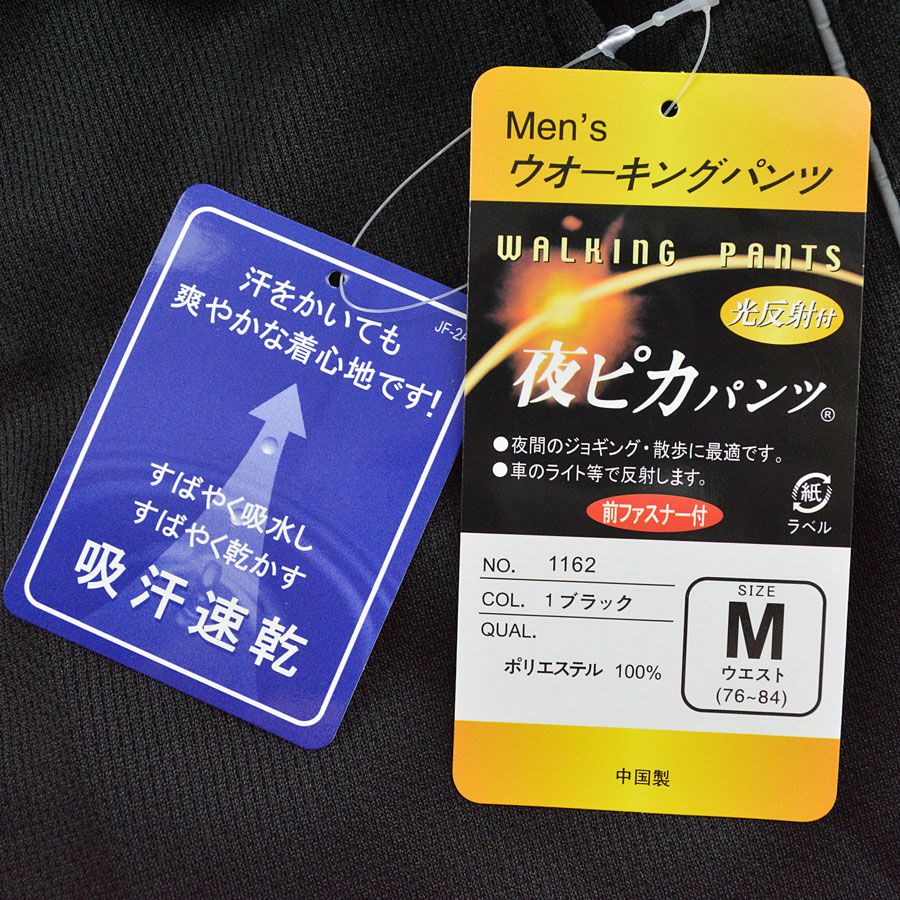 汗をかいても
爽やかな着心地です!
すばやく吸水し
すばやく乾かす
吸汗速乾
Men's
ウオーキングパンツ
WALKING PANTS
光反射付
夜ピカパンツ®
●夜間のジョギング・散歩に最適です。
●車のライト等で反射します。
前ファスナー付
紙
ラベル
NO. 1162
COL. 1ブラック
QUAL.
ポリエステル 100%
SIZE
M
ウエスト
(76~84)
中国製